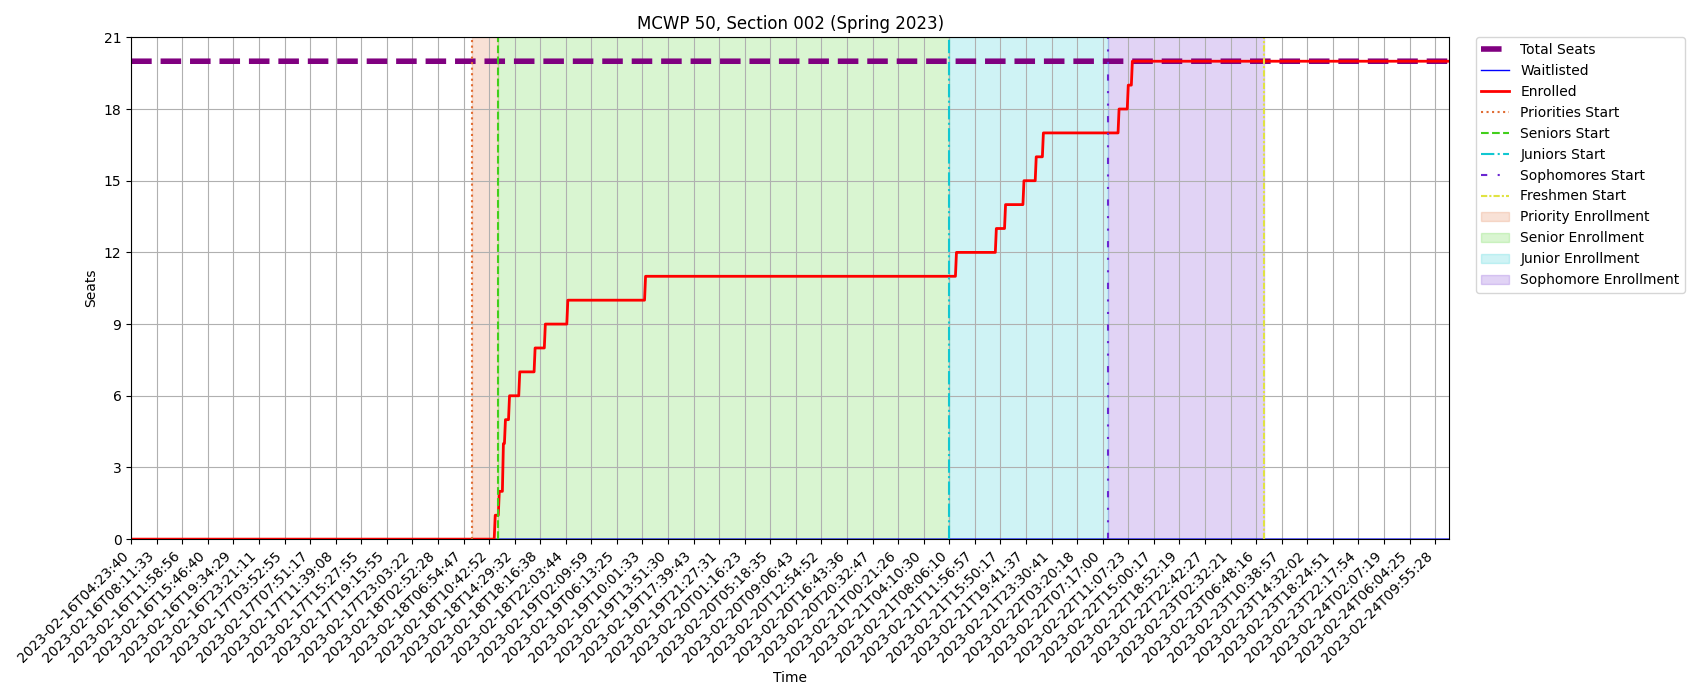 MCWP 50, Section 002 (Spring 2023)
Seats
21
18
15
12
9
6
3
0
2023-02-16T04:23:40
2023-02-16T08:11:33
2023-02-16T11:58:56
2023-02-16T15:46:40
2023-02-16T19:34:29
2023-02-16T23:21:11
2023-02-17T03:52:55
2023-02-17T07:51:17
2023-02-17T11:39:08
2023-02-17T15:27:55
2023-02-17T19:15:55
2023-02-17T23:03:22
2023-02-18T02:52:28
2023-02-18T06:54:47
2023-02-18T10:42:52
2023-02-18T14:29:32
2023-02-18T18:16:38
2023-02-18T22:03:44
2023-02-19T02:09:59
2023-02-19T06:13:25
2023-02-19T10:01:33
2023-02-19T13:51:30
2023-02-19T17:39:43
2023-02-19T21:27:31
2023-02-20T01:16:23
2023-02-20T05:18:35
2023-02-20T09:06:43
2023-02-20T12:54:52
2023-02-20T16:43:36
2023-02-20T20:32:47
2023-02-21T00:21:26
2023-02-21T04:10:30
2023-02-21T08:06:10
2023-02-21T11:56:57
2023-02-21T15:50:17
2023-02-21T19:41:37
2023-02-21T23:30:41
2023-02-22T03:20:18
2023-02-22T07:17:00
2023-02-22T11:07:23
2023-02-22T15:00:17
2023-02-22T18:52:19
2023-02-22T22:42:27
2023-02-23T02:32:21
2023-02-23T06:48:16
2023-02-23T10:38:57
2023-02-23T14:32:02
2023-02-23T18:24:51
2023-02-23T22:17:54
2023-02-24T02:07:19
2023-02-24T06:04:25
2023-02-24T09:55:28
Time
Total Seats
Waitlisted
Enrolled
Priorities Start
Seniors Start
Juniors Start
Sophomores Start
Freshmen Start
Priority Enrollment
Senior Enrollment
Junior Enrollment
Sophomore Enrollment